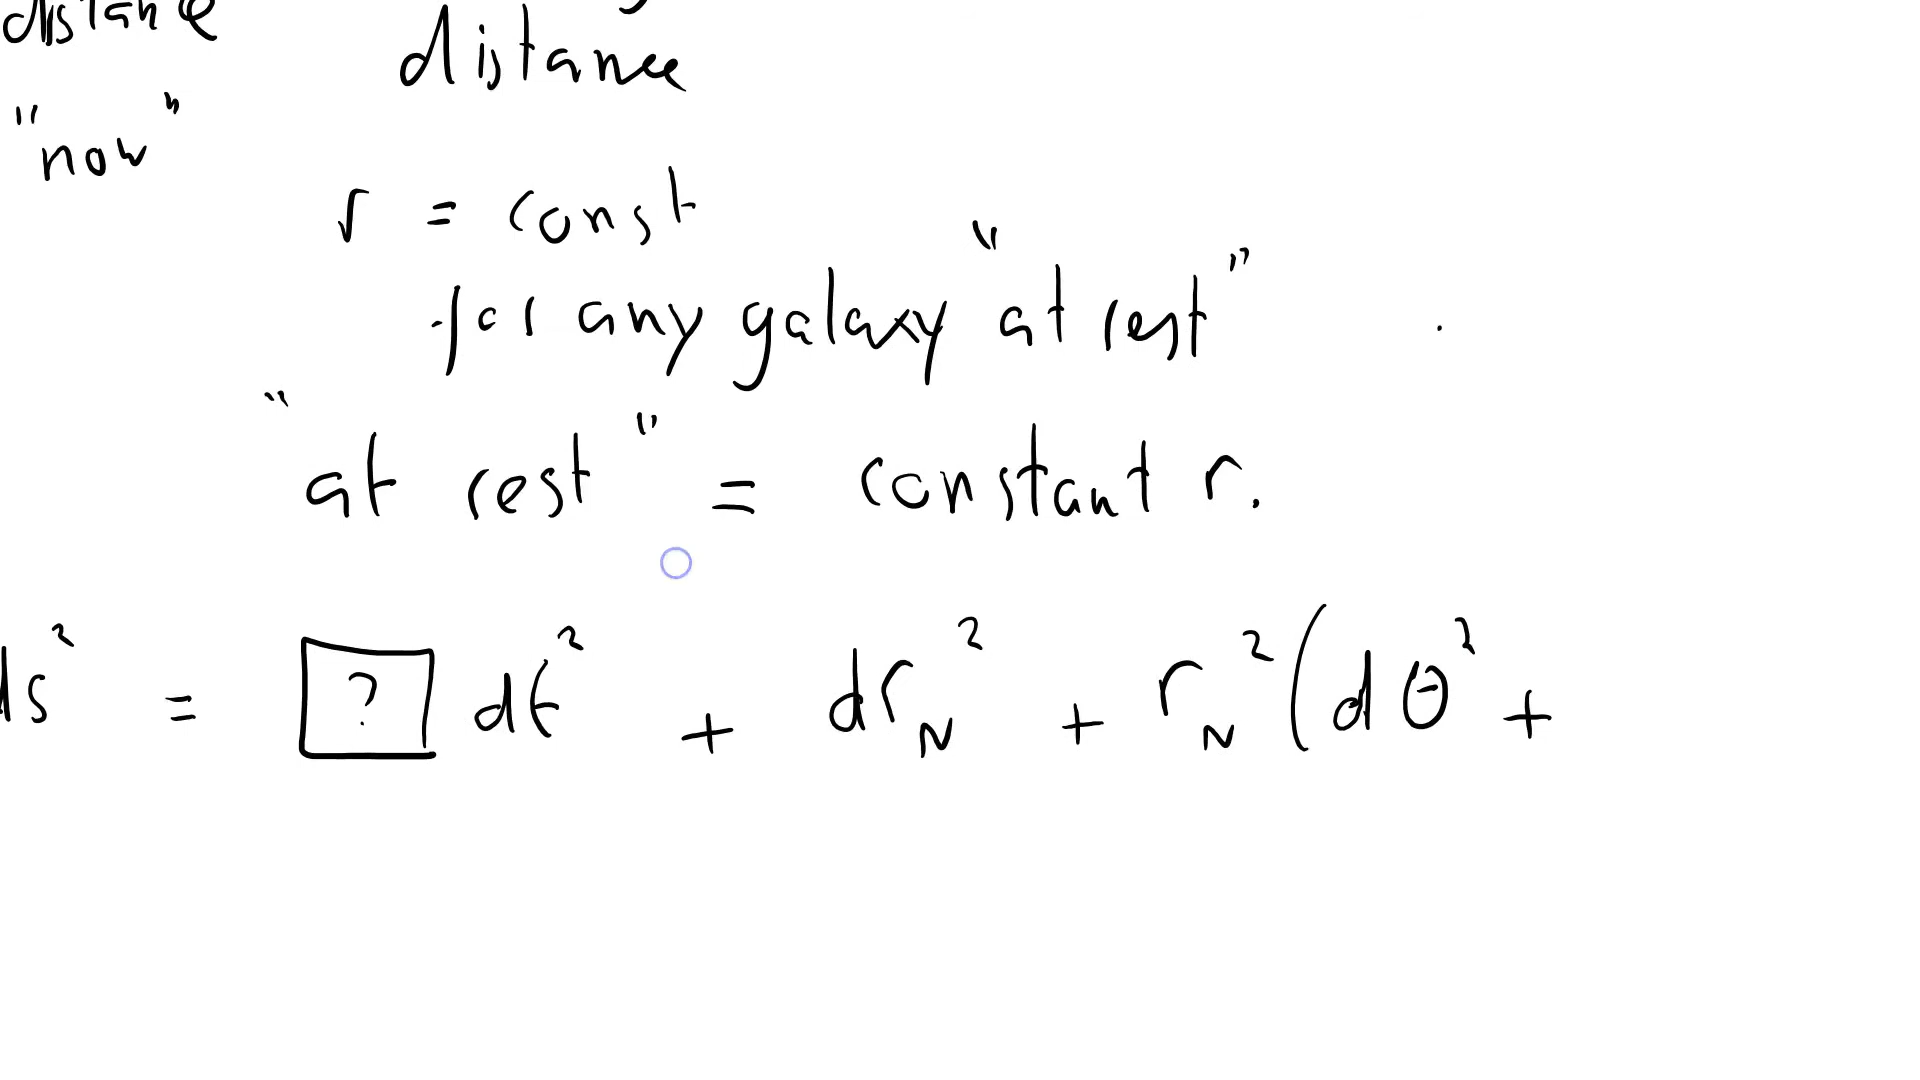 distance distance
"now"
r = const
for any galaxy "at rest"
"at rest" = constant r.
ds² = ? dt² + dr_N² + r_N² (dθ² +